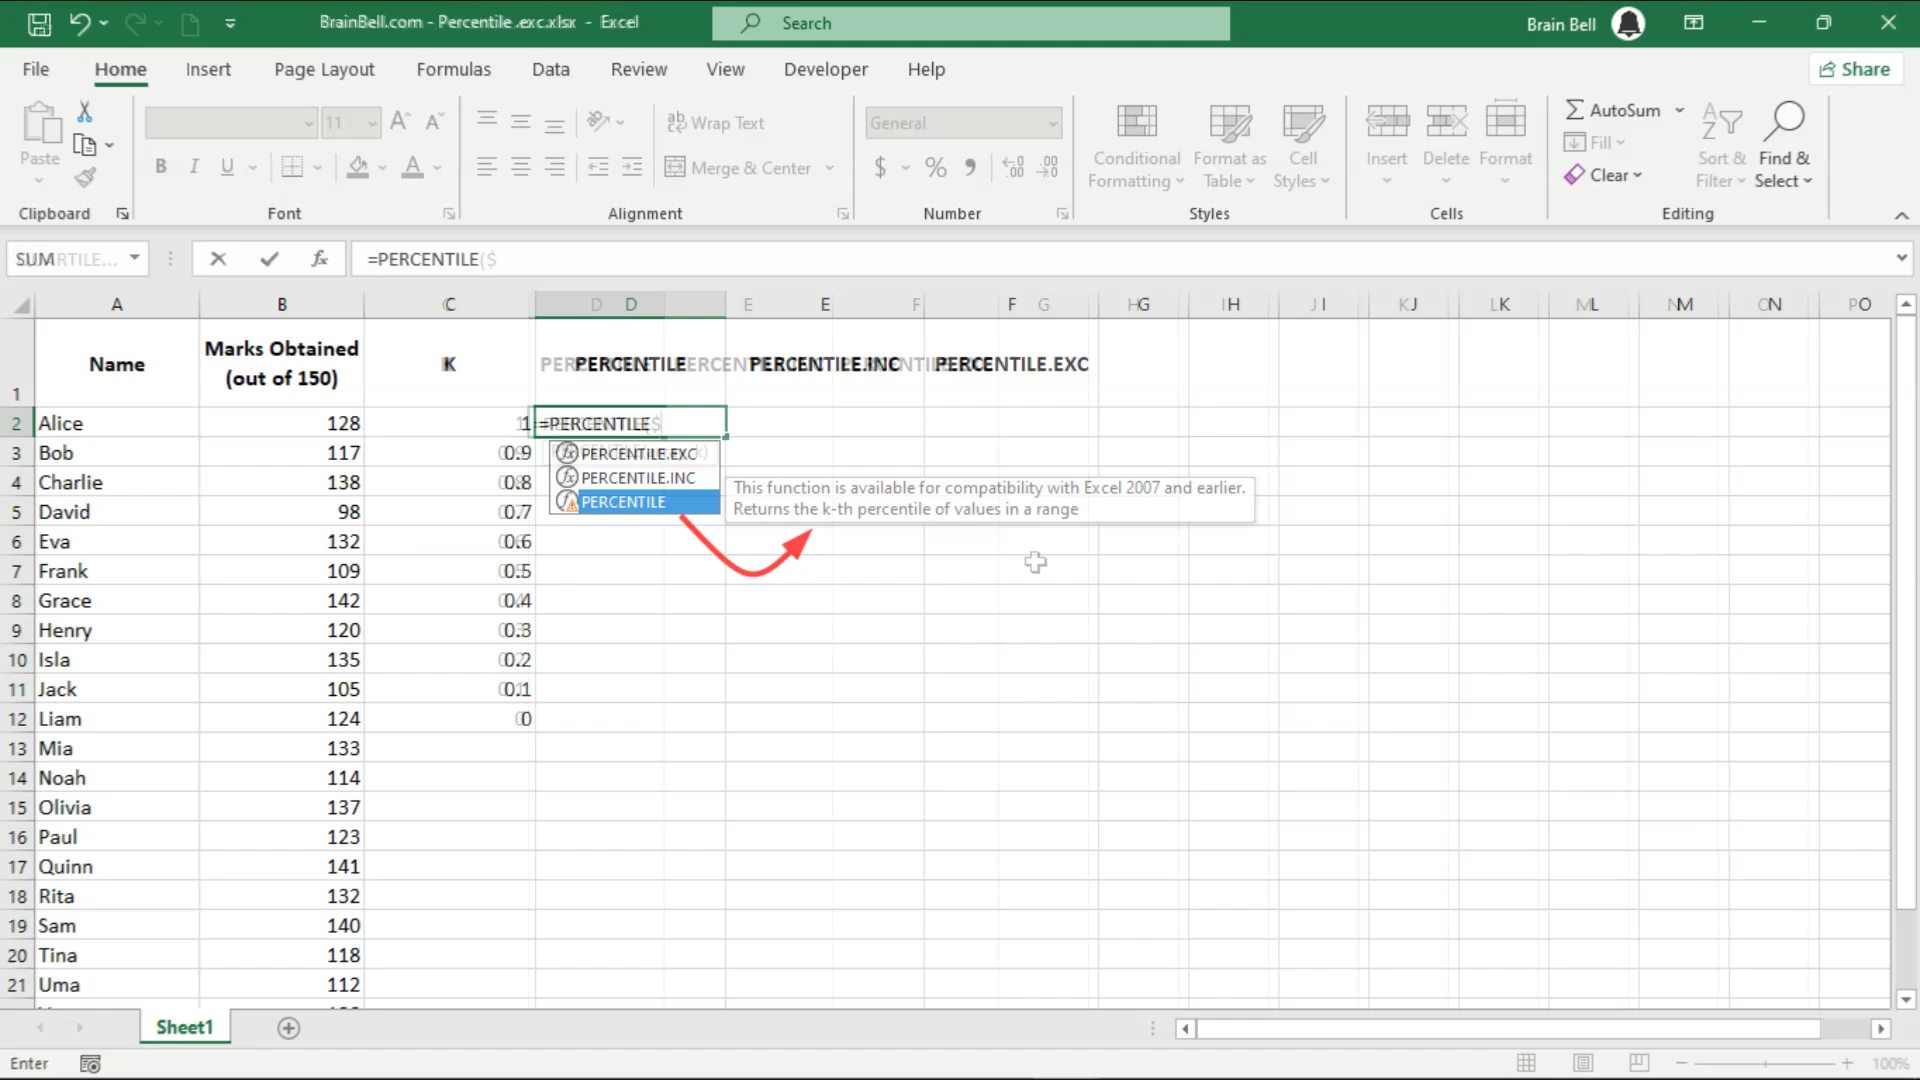 BrainBell.com - Percentile .exc.xlsx - Excel
Search
Brain Bell
File Home Insert Page Layout Formulas Data Review View Developer Help
Share
Paste
Clipboard
11
B I U
Font
Wrap Text
Merge & Center
Alignment
General
$ %
Number
Conditional Formatting
Format as Table
Cell Styles
Styles
Insert
Delete
Format
Cells
AutoSum
Fill
Clear
Sort & Filter
Find & Select
Editing
SUM
=PERCENTILE($
A B C D E F G
Name
Marks Obtained
(out of 150)
K
PERCENTILE
PERCENTILE.INC
PERCENTILE.EXC
1
2 Alice 128 1 =PERCENTILE($
3 Bob 117 0.9
4 Charlie 138 0.8
5 David 98 0.7
6 Eva 132 0.6
7 Frank 109 0.5
8 Grace 142 0.4
9 Henry 120 0.3
10 Isla 135 0.2
11 Jack 105 0.1
12 Liam 124 0
13 Mia 133
14 Noah 114
15 Olivia 137
16 Paul 123
17 Quinn 141
18 Rita 132
19 Sam 140
20 Tina 118
21 Uma 112
PERCENTILE.EXC
PERCENTILE.INC
PERCENTILE
This function is available for compatibility with Excel 2007 and earlier.
Returns the k-th percentile of values in a range
Sheet1
Enter
100%